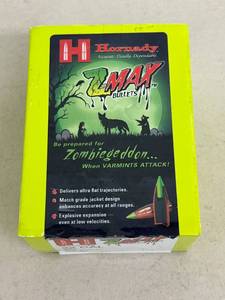 H Hornady
Accurate. Deadly. Dependable.
ZMAX
BULLETS
Be prepared for
Zombiegeddon...
When VARMINTS ATTACK!
• Delivers ultra flat trajectories.
• Match grade jacket design
enhances accuracy at all ranges.
• Explosive expansion —
even at low velocities.